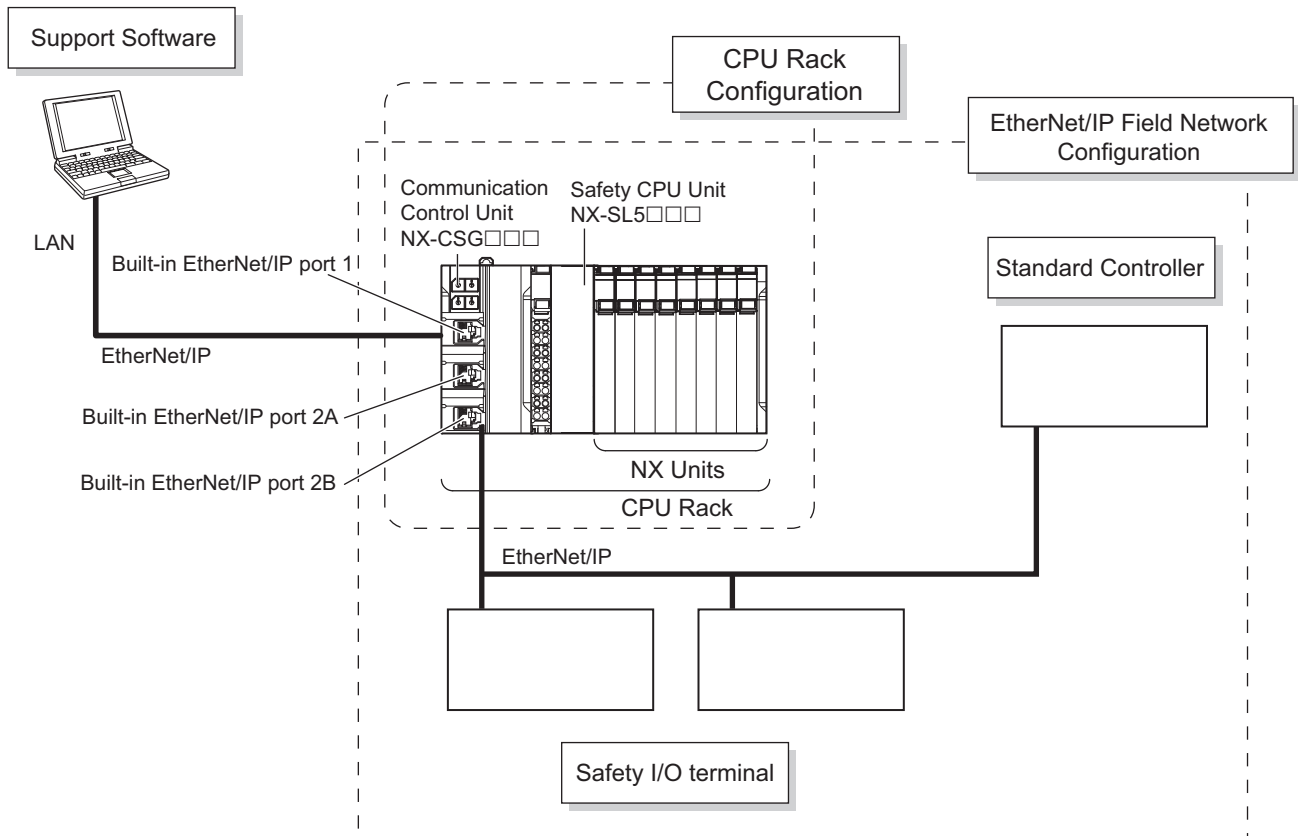 Support Software
CPU Rack
Configuration
EtherNet/IP Field Network
Configuration
Communication
Control Unit
NX-CSG□□□
Safety CPU Unit
NX-SL5□□□
LAN
Built-in EtherNet/IP port 1
Standard Controller
EtherNet/IP
Built-in EtherNet/IP port 2A
Built-in EtherNet/IP port 2B
NX Units
CPU Rack
EtherNet/IP
Safety I/O terminal